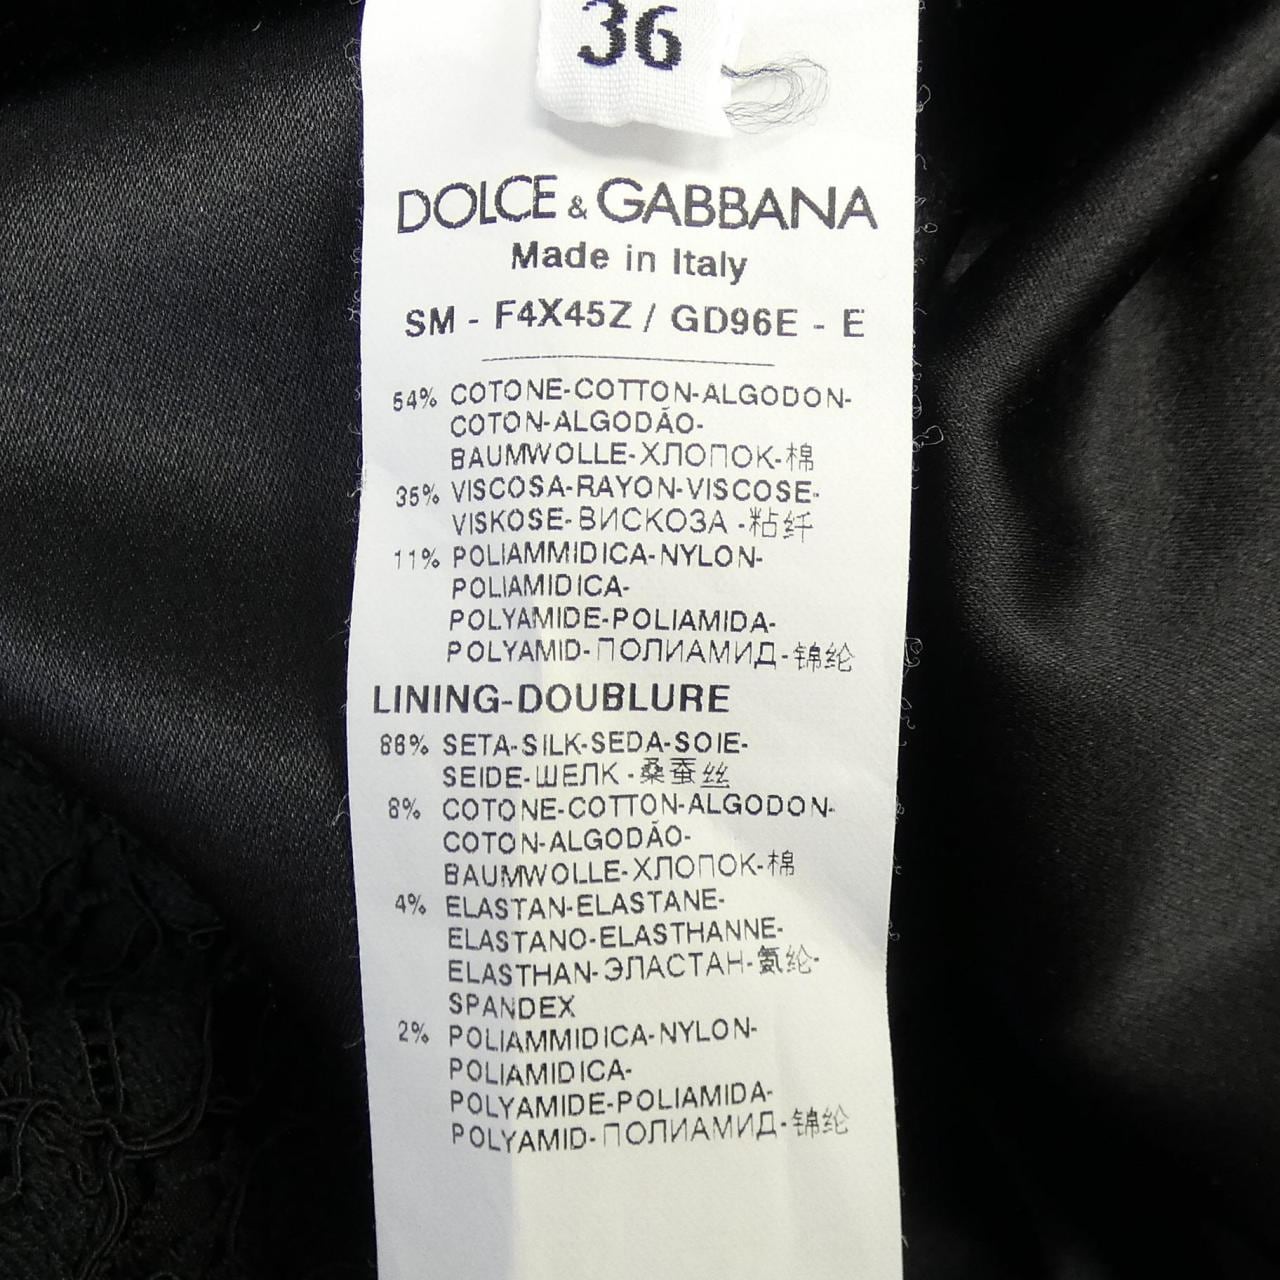 36
DOLCE & GABBANA
Made in Italy
SM - F4X45Z / GD96E - E
54% COTONE-COTTON-ALGODON-
COTON-ALGODÃO-
BAUMWOLLE-ХЛОПОК-棉
35% VISCOSA-RAYON-VISCOSE-
VISKOSE-ВИСКОЗА -粘纤
11% POLIAMMIDICA-NYLON-
POLIAMIDICA-
POLYAMIDE-POLIAMIDA-
POLYAMID-ПОЛИАМИД-锦纶
LINING-DOUBLURE
86% SETA-SILK-SEDA-SOIE-
SEIDE-ШЕЛК -桑蚕丝
8% COTONE-COTTON-ALGODON-
COTON-ALGODÃO-
BAUMWOLLE-ХЛОПОК-棉
4% ELASTAN-ELASTANE-
ELASTANO-ELASTHANNE-
ELASTHAN-ЭЛАСТАН-氨纶-
SPANDEX
2% POLIAMMIDICA-NYLON-
POLIAMIDICA-
POLYAMIDE-POLIAMIDA-
POLYAMID-ПОЛИАМИД-锦纶